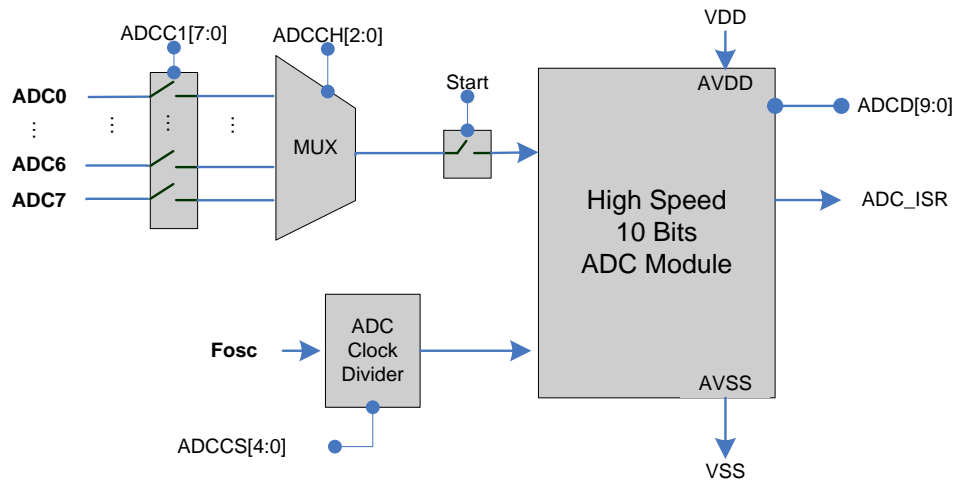 ADCC1[7:0]
ADCCH[2:0]
VDD
Start
AVDD
ADC0
ADCD[9:0]
⋮ ⋮ ⋮ ⋮
MUX
ADC6
ADC7
High Speed
10 Bits
ADC Module
ADC_ISR
Fosc
ADC
Clock
Divider
AVSS
ADCCS[4:0]
VSS